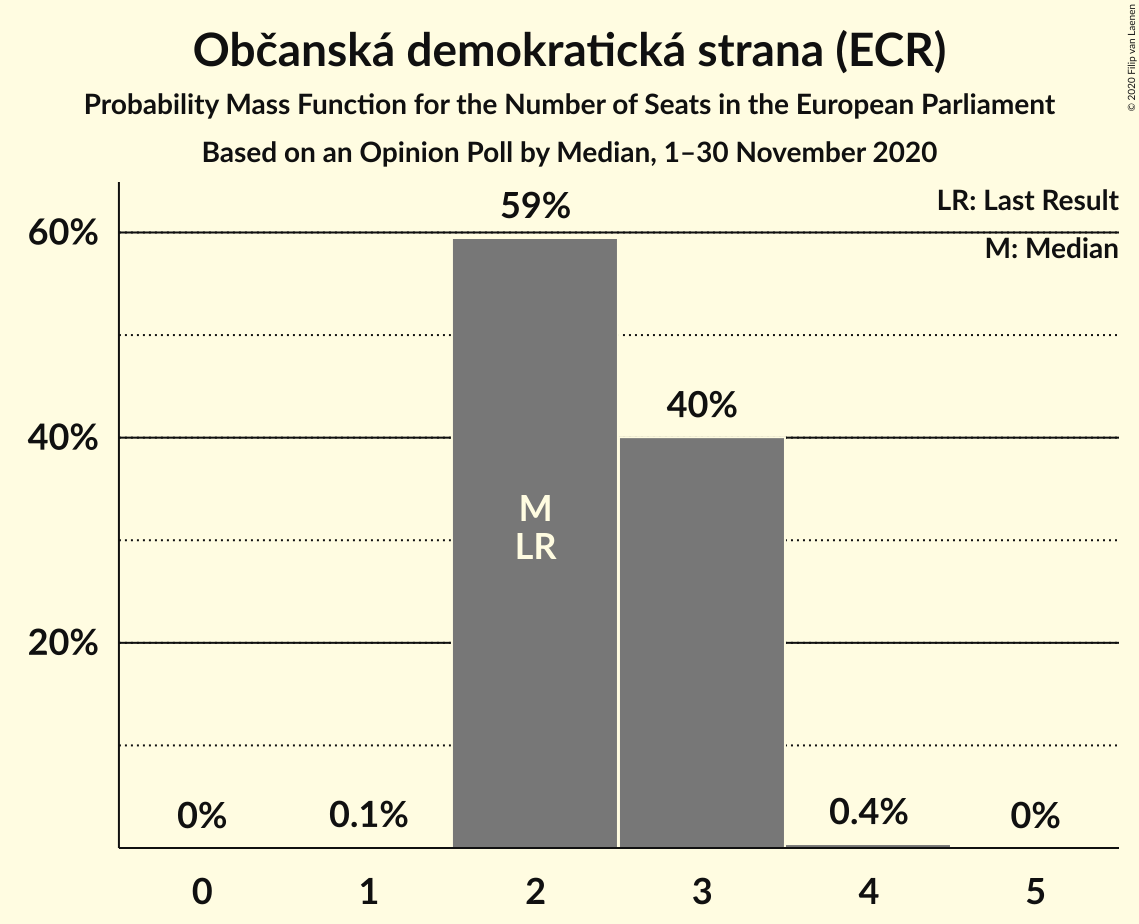 Občanská demokratická strana (ECR)
Probability Mass Function for the Number of Seats in the European Parliament
Based on an Opinion Poll by Median, 1–30 November 2020
© 2020 Filip van Laenen
LR: Last Result
M: Median
60%
40%
20%
59%
40%
M
LR
0%
0.1%
0.4%
0%
0
1
2
3
4
5